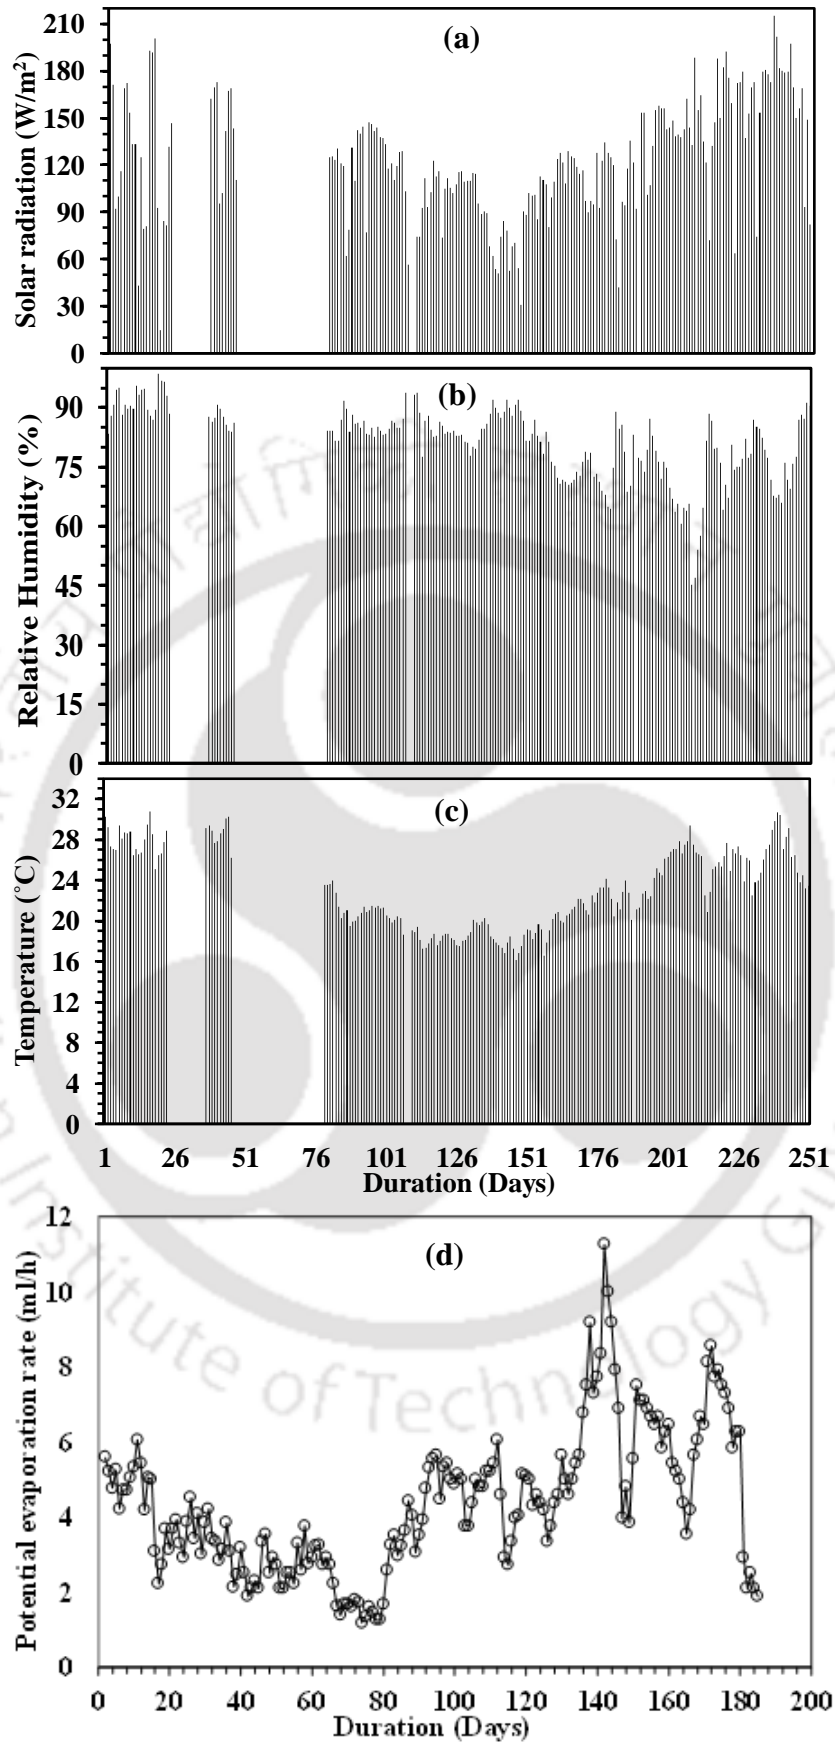 (a)
Solar radiation (W/m²)
210
180
150
120
90
60
30
0
(b)
Relative Humidity (%)
90
75
60
45
30
15
0
(c)
Temperature (°C)
32
28
24
20
16
12
8
4
0
1 26 51 76 101 126 151 176 201 226 251
Duration (Days)
(d)
Potential evaporation rate (ml/h)
12
10
8
6
4
2
0
0 20 40 60 80 100 120 140 160 180 200
Duration (Days)
Institute of Technology